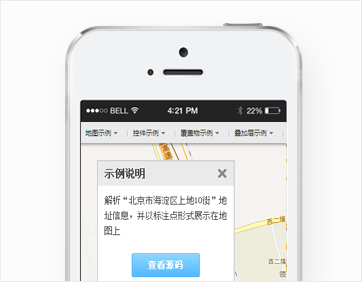 BELL 4:21 PM 22%
地图示例 控件示例 覆盖物示例 叠加层示例
示例说明
解析“北京市海淀区上地10街”地
址信息，并以标注点形式展示在地
图上
西二旗
查看源码
西二旗